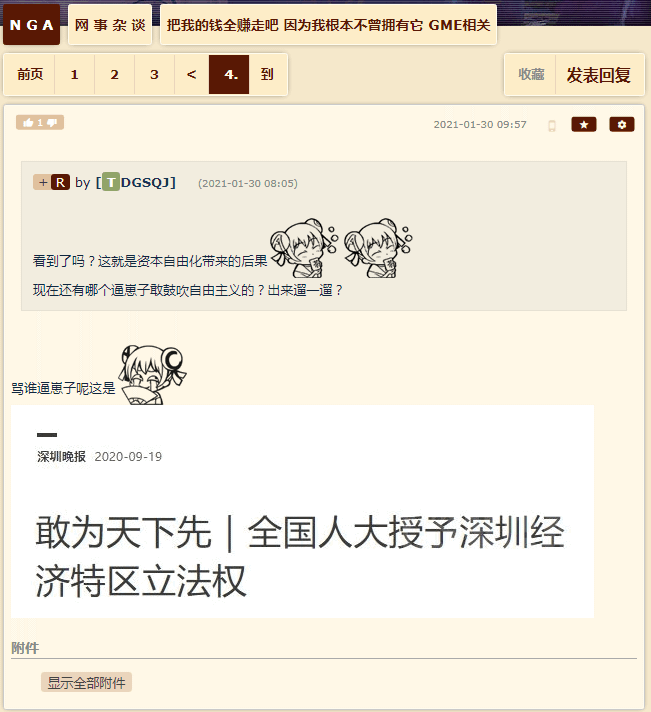 NGA 网事杂谈 把我的钱全赚走吧 因为我根本不曾拥有它 GME相关
前页 1 2 3 < 4. 到 收藏 发表回复
1 2021-01-30 09:57
+ R by [TDGSQJ] (2021-01-30 08:05)
看到了吗？这就是资本自由化带来的后果
现在还有哪个逼崽子敢鼓吹自由主义的？出来遛一遛？
骂谁逼崽子呢这是
深圳晚报 2020-09-19
敢为天下先｜全国人大授予深圳经
济特区立法权
附件
显示全部附件